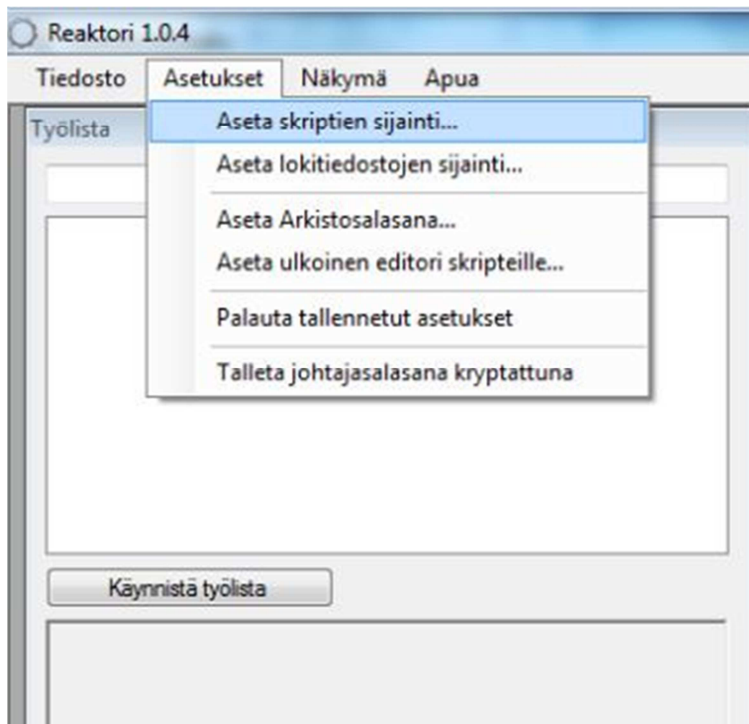 Reaktori 1.0.4
Tiedosto Asetukset Näkymä Apua
Työlista
Aseta skriptien sijainti...
Aseta lokitiedostojen sijainti...
Aseta Arkistosalasana...
Aseta ulkoinen editori skripteille...
Palauta tallennetut asetukset
Talleta johtajasalasana kryptattuna
Käynnistä työlista